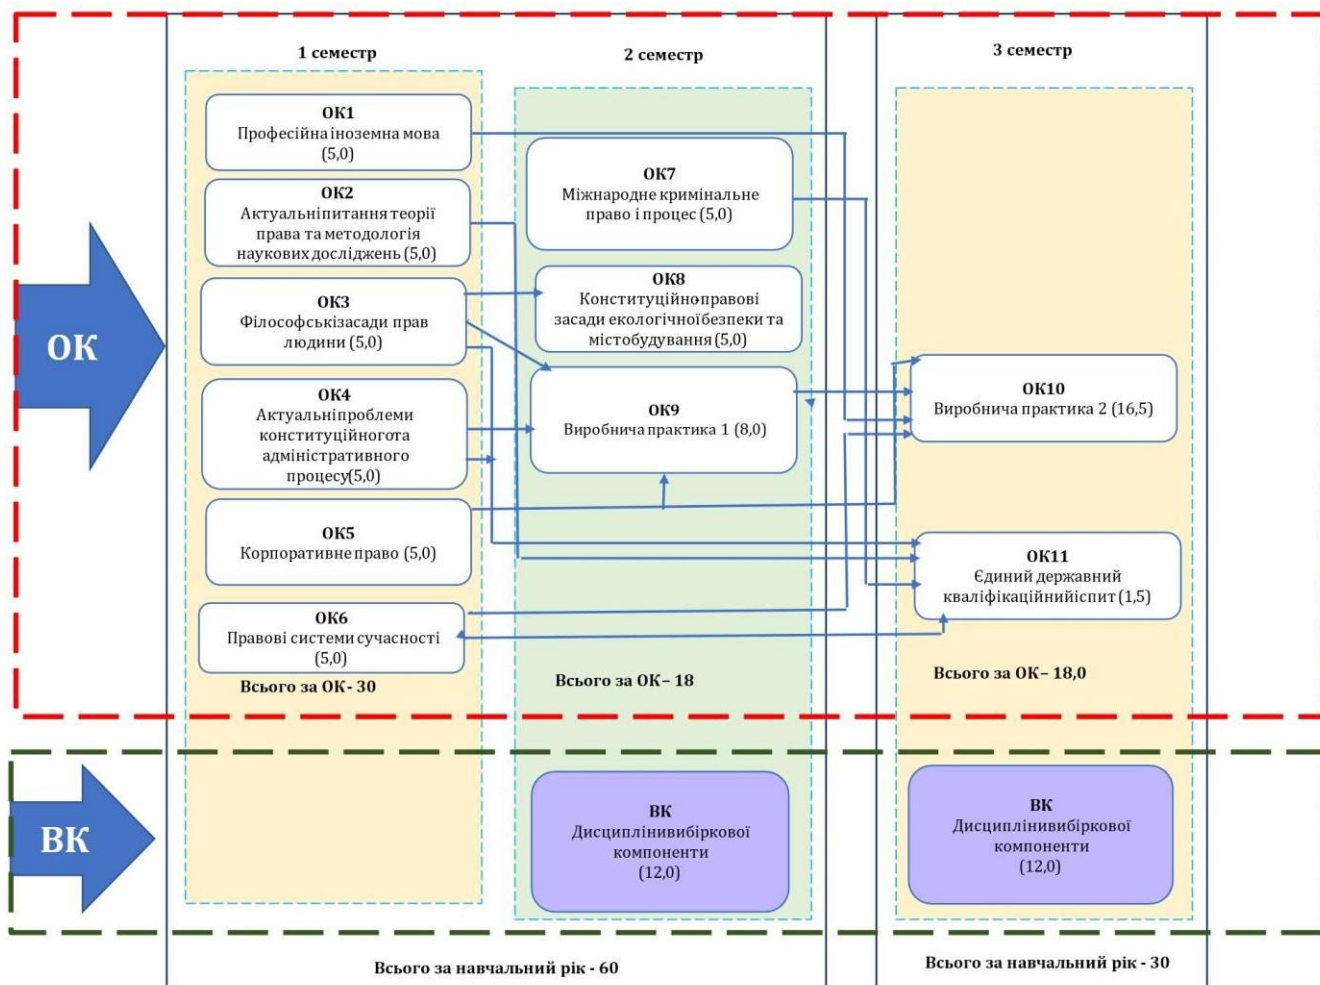 1 семестр
2 семестр
3 семестр
ОК
ОК1
Професійна іноземна мова
(5,0)
ОК2
Актуальніпитання теорії
права та методологія
наукових досліджень (5,0)
ОК3
Філософськізасади прав
людини (5,0)
ОК4
Актуальніпроблеми
конституційногота
адміністративного
процесу(5,0)
ОК5
Корпоративне право (5,0)
ОК6
Правові системи сучасності
(5,0)
Всього за ОК- 30
ОК7
Міжнародне кримінальне
право і процес (5,0)
ОК8
Конституційно-правові
засади екологічноїбезпеки та
містобудування (5,0)
ОК9
Виробнича практика 1 (8,0)
Всього за ОК– 18
ОК10
Виробнича практика 2 (16,5)
ОК11
Єдиний державний
кваліфікаційнийіспит (1,5)
Всього за ОК– 18,0
ВК
ВК
Дисциплінивибіркової
компоненти
(12,0)
ВК
Дисциплінивибіркової
компоненти
(12,0)
Всього за навчальний рік - 60
Всього за навчальний рік - 30